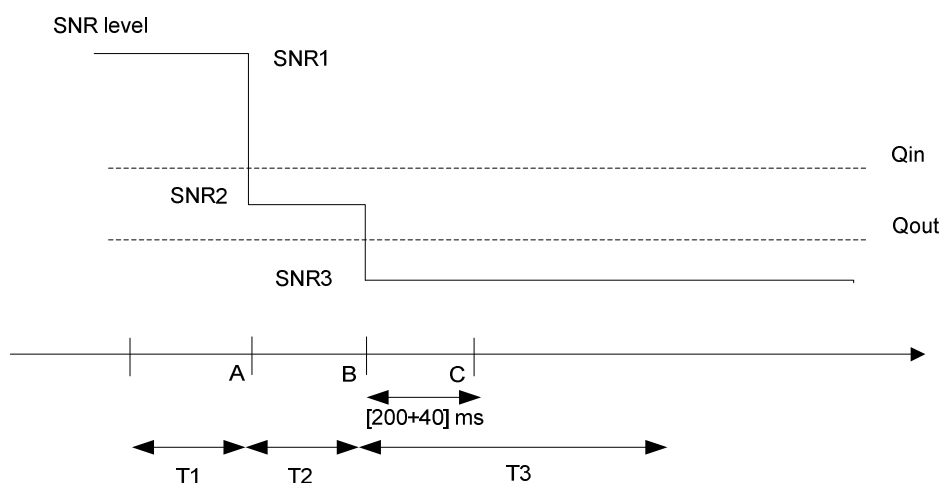 SNR level
SNR1
Qin
SNR2
Qout
SNR3
A B C
[200+40] ms
T1 T2 T3